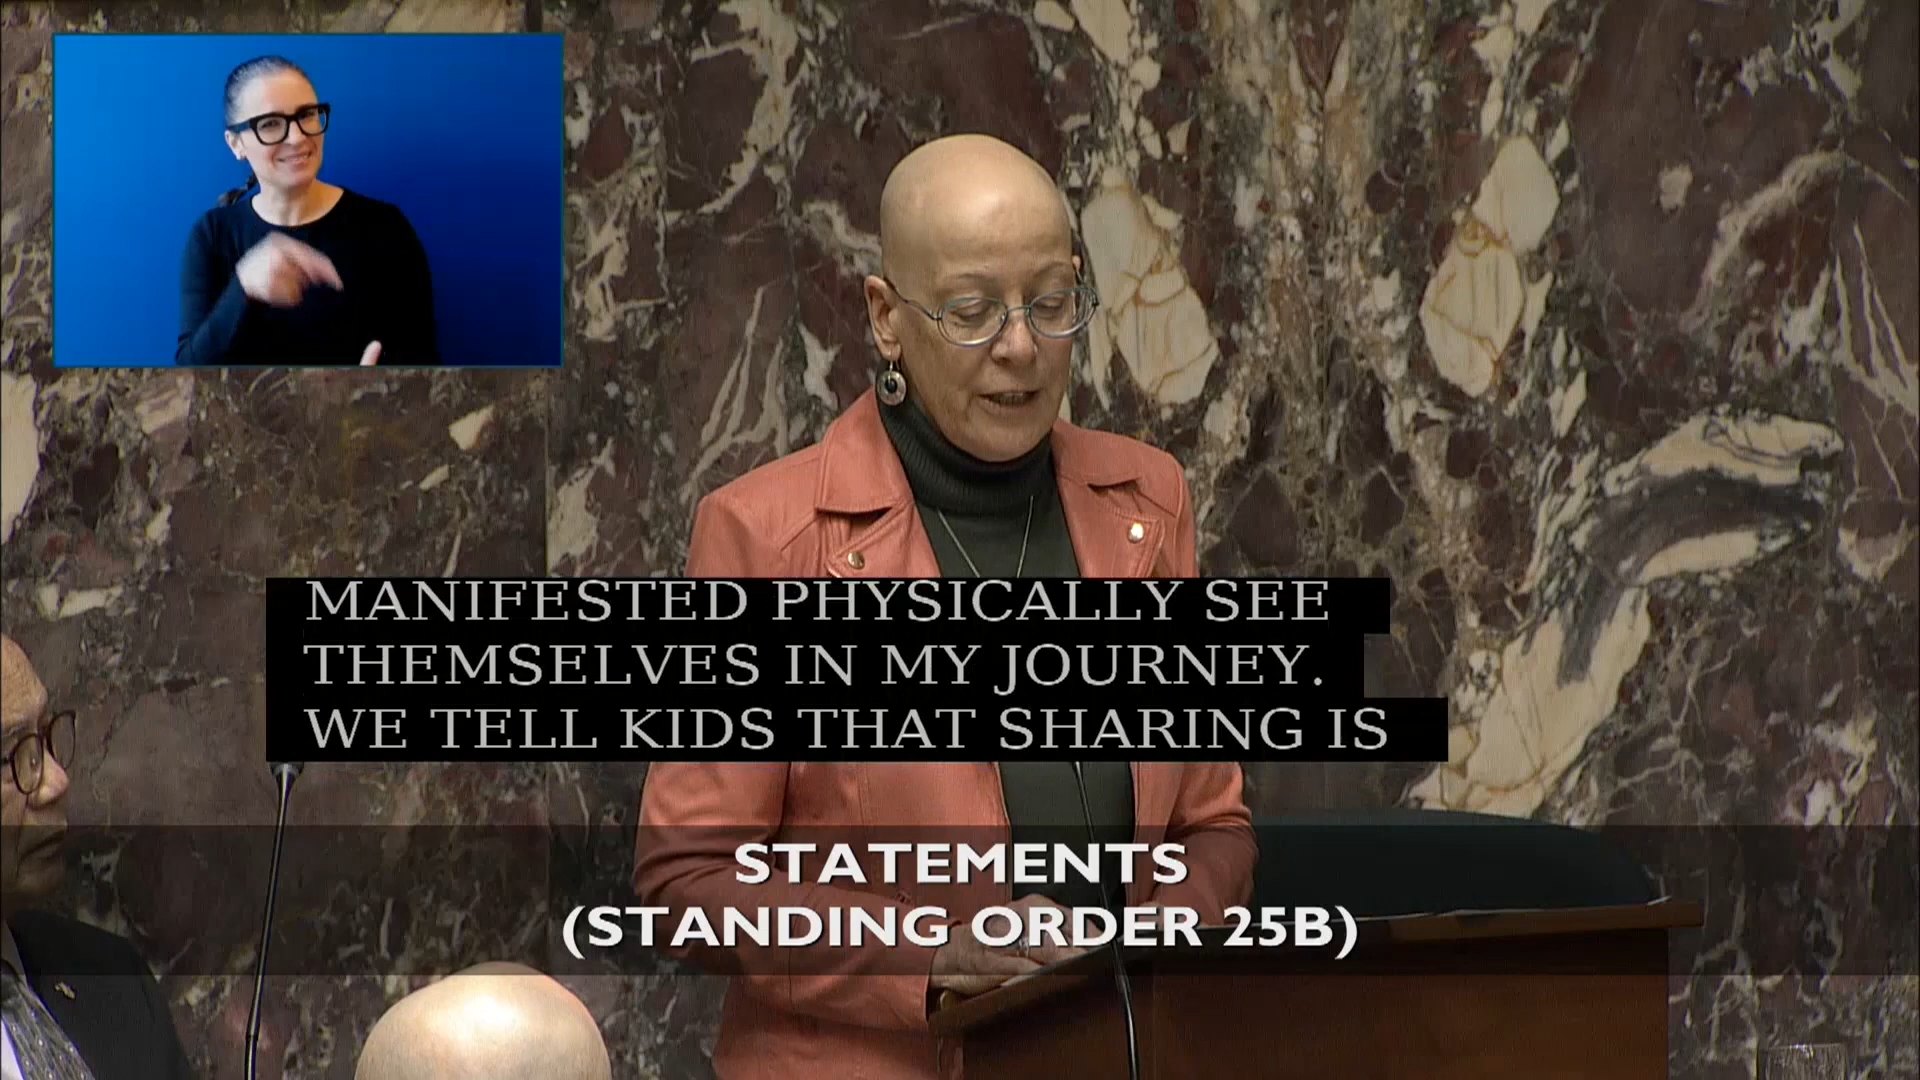 MANIFESTED PHYSICALLY SEE
THEMSELVES IN MY JOURNEY.
WE TELL KIDS THAT SHARING IS
STATEMENTS
(STANDING ORDER 25B)